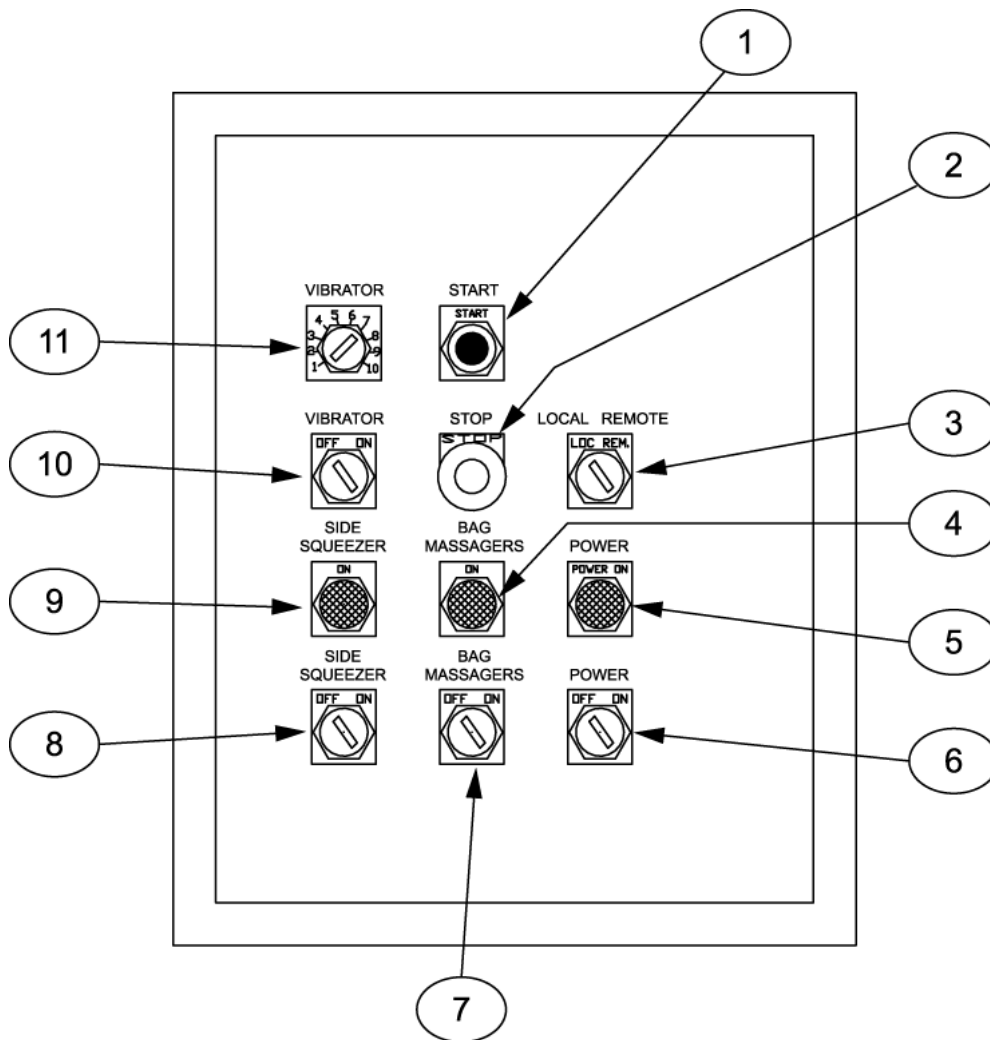 1
2
VIBRATOR START
1 2 3 4 5 6 7 8 9 10
START
11
VIBRATOR STOP LOCAL REMOTE
OFF ON
STOP
LOC REM.
10
3
4
SIDE SQUEEZER
BAG MASSAGERS
POWER
ON
ON
POWER ON
9
5
SIDE SQUEEZER
BAG MASSAGERS
POWER
OFF ON
OFF ON
OFF ON
8
6
7